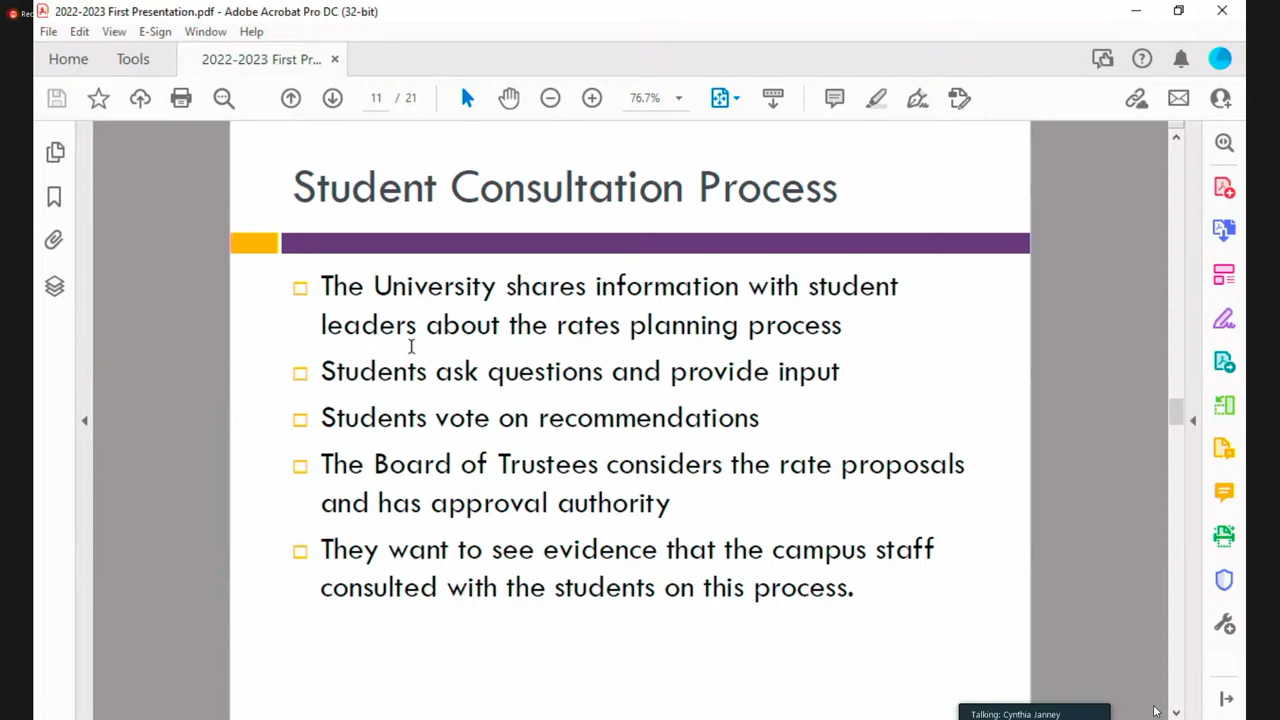 Rec
2022-2023 First Presentation.pdf - Adobe Acrobat Pro DC (32-bit)
File Edit View E-Sign Window Help
Home Tools 2022-2023 First Pr... ×
11 / 21 76.7%
Student Consultation Process
The University shares information with student
leaders about the rates planning process
Students ask questions and provide input
Students vote on recommendations
The Board of Trustees considers the rate proposals
and has approval authority
They want to see evidence that the campus staff
consulted with the students on this process.
Talking: Cynthia Janney